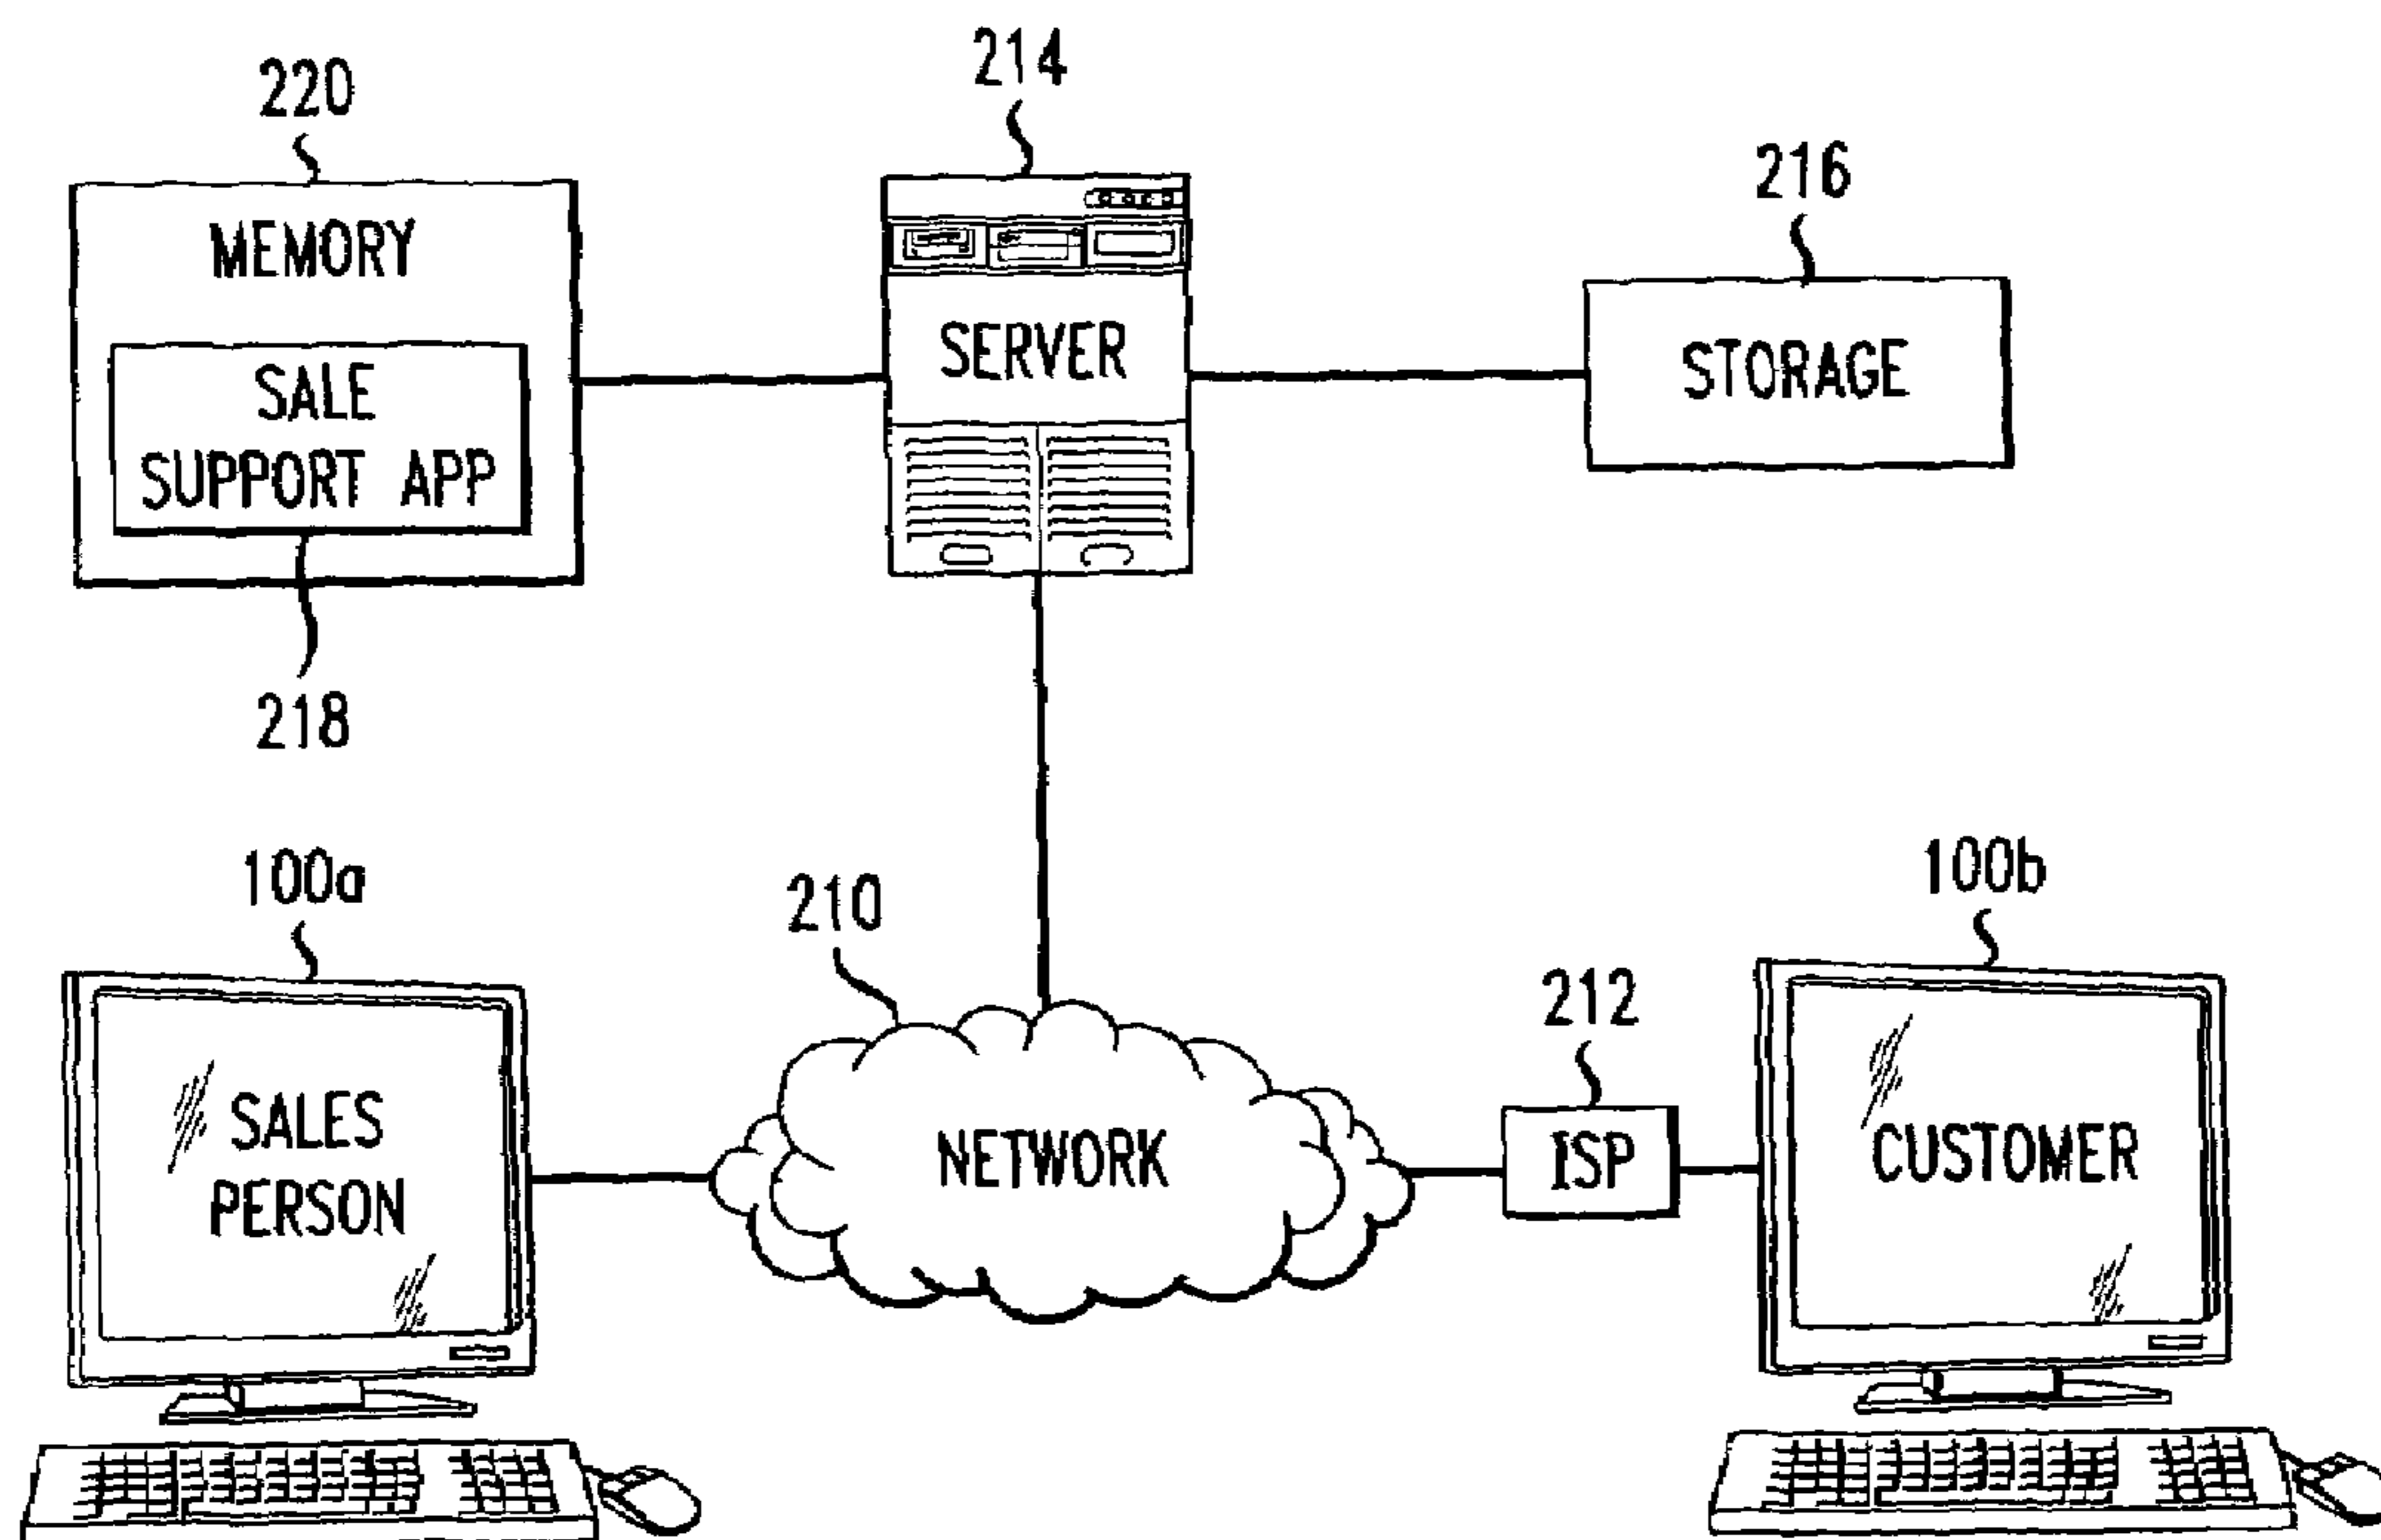 214
220
216
MEMORY
SERVER
STORAGE
SALE
SUPPORT APP
218
100a
210
100b
212
SALES
PERSON
NETWORK
ISP
CUSTOMER